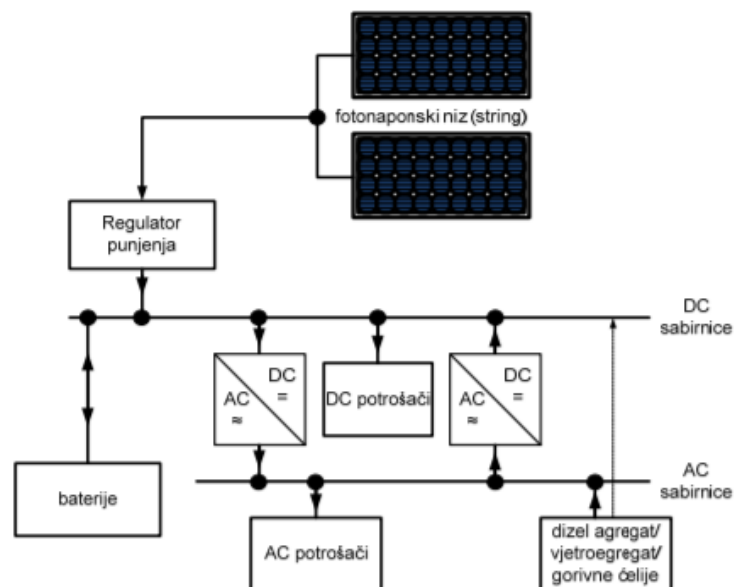 fotonaponski niz (string)
Regulator
punjenja
DC
sabirnice
DC
=
AC
≈
DC potrošači
DC
=
AC
≈
baterije
AC
sabirnice
AC potrošači
dizel agregat/
vjetroegregat/
gorivne ćelije